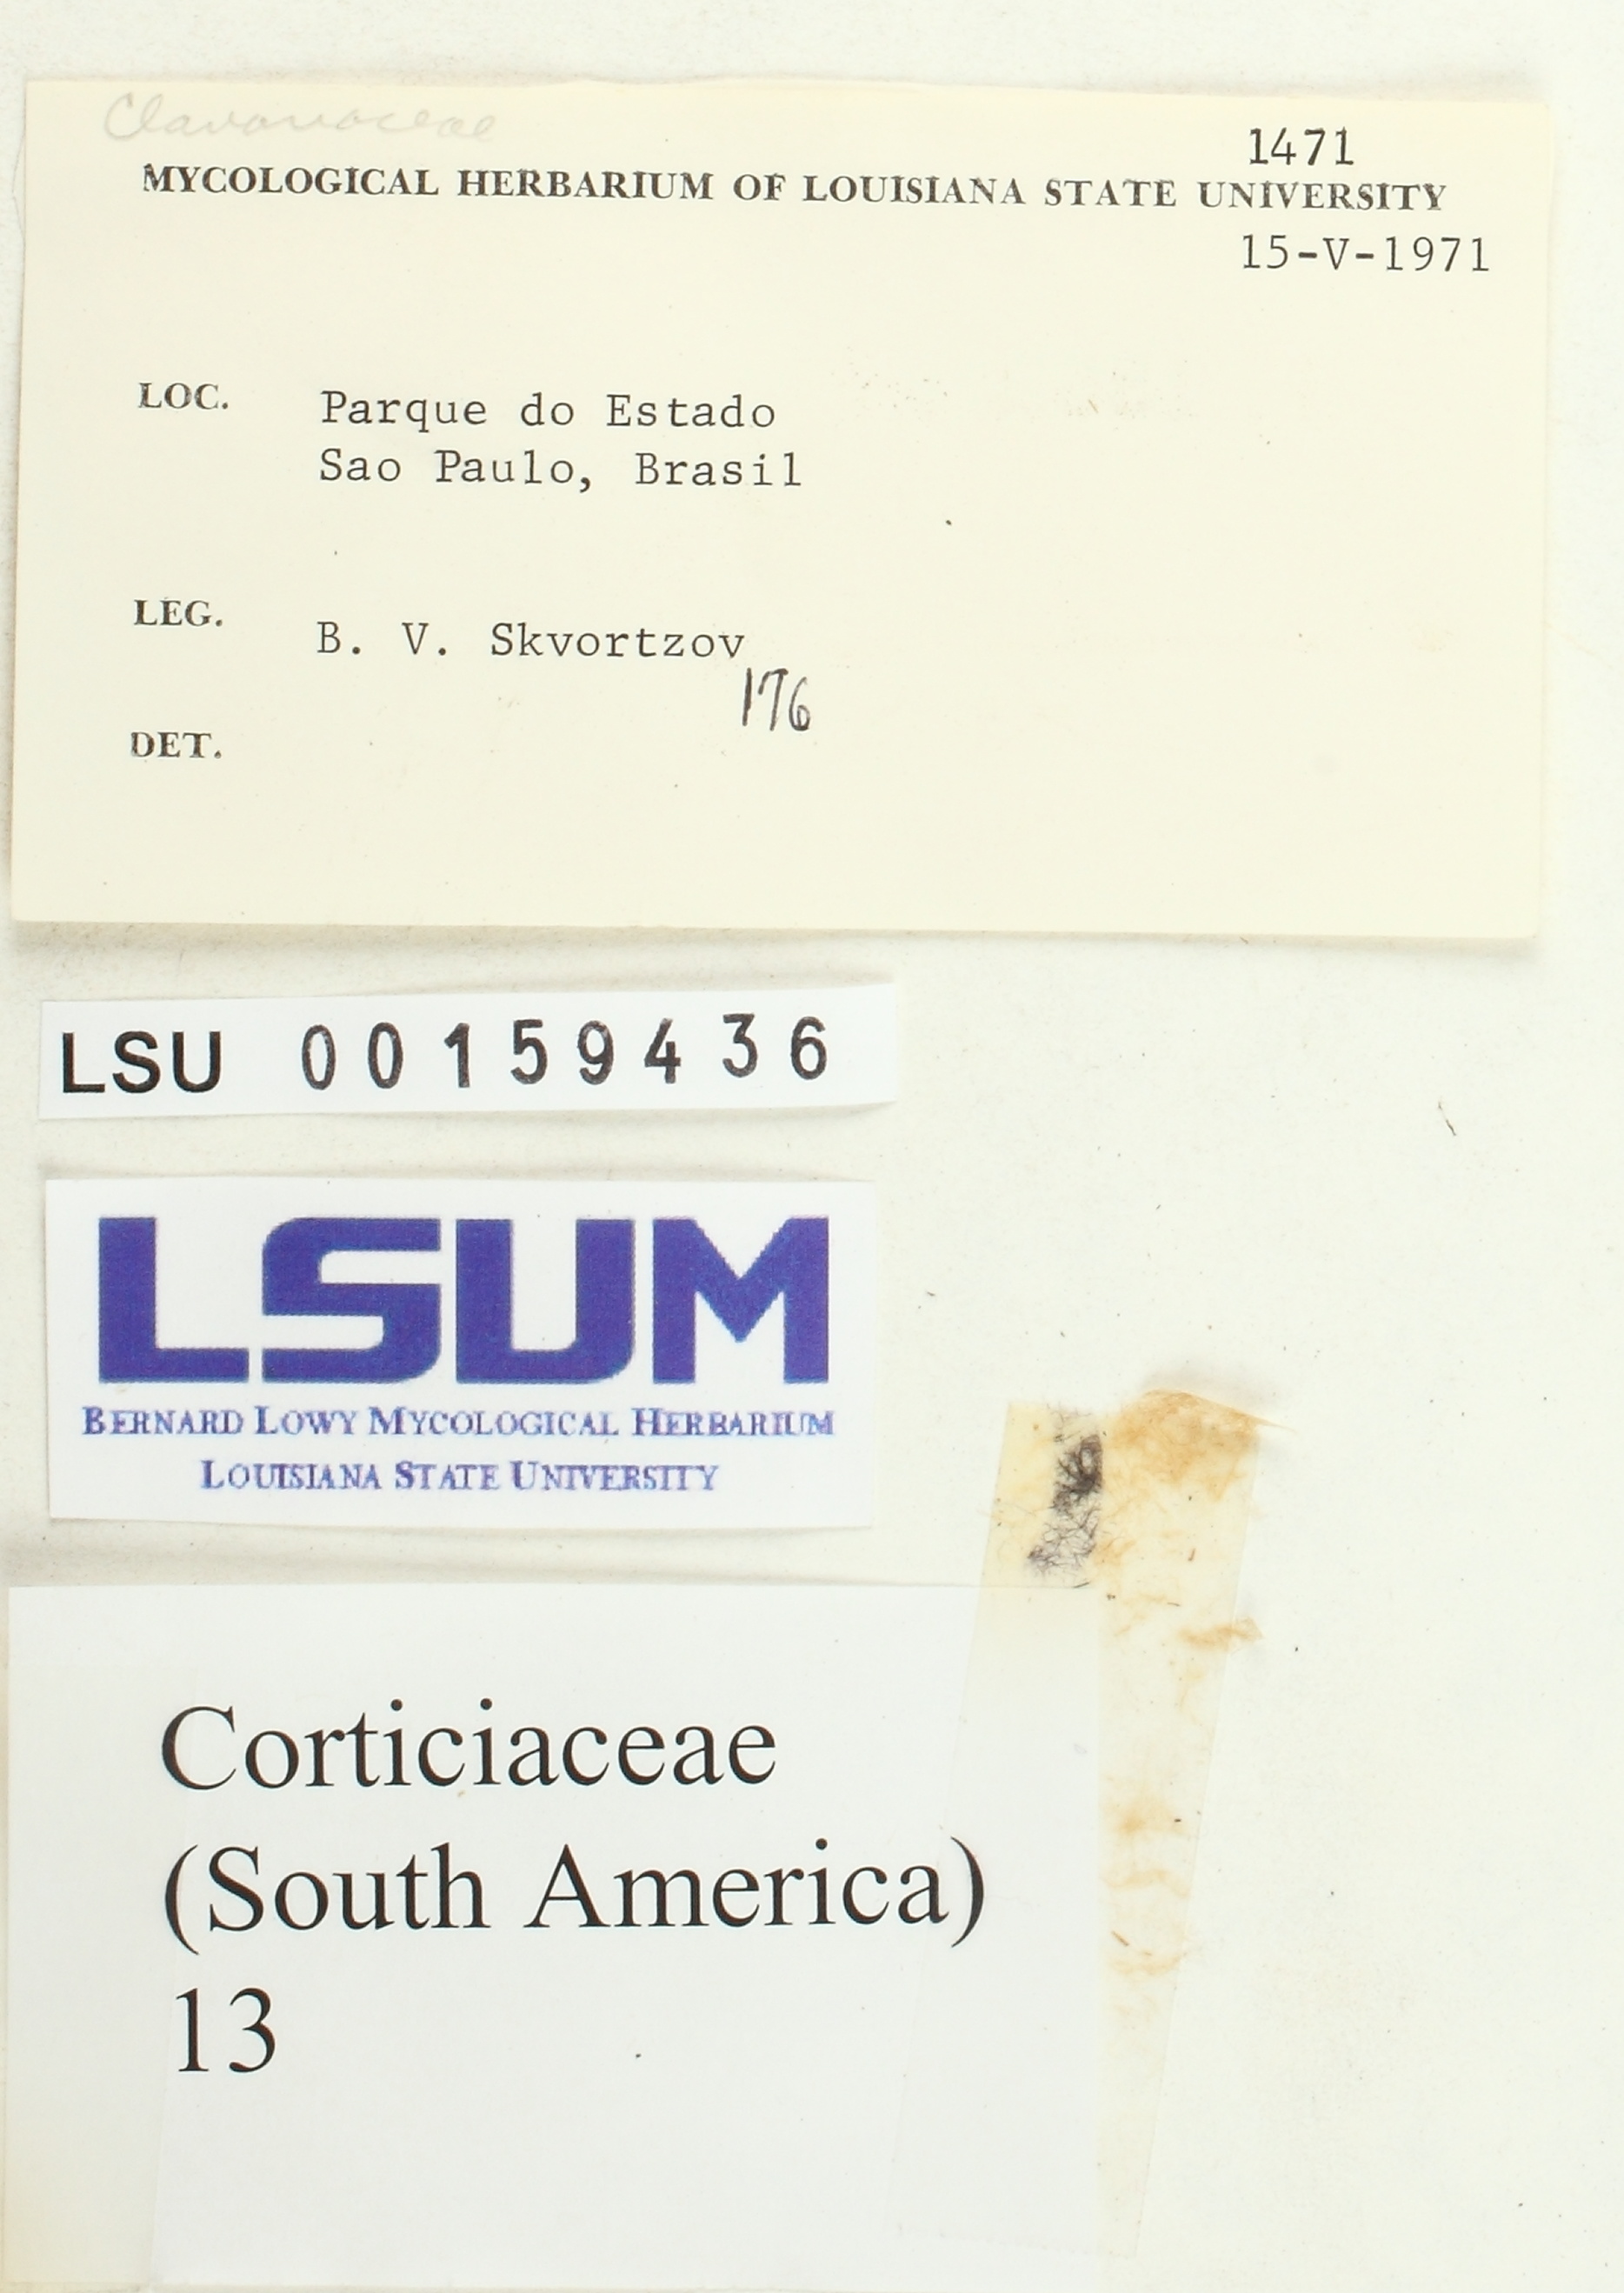 Clavariaceae
1471
MYCOLOGICAL HERBARIUM OF LOUISIANA STATE UNIVERSITY
15-V-1971
LOC. Parque do Estado
Sao Paulo, Brasil
LEG. B. V. Skvortzov
176
DET.
LSU 00159436
LSUM
BERNARD LOWY MYCOLOGICAL HERBARIUM
LOUISIANA STATE UNIVERSITY
Corticiaceae
(South America)
13